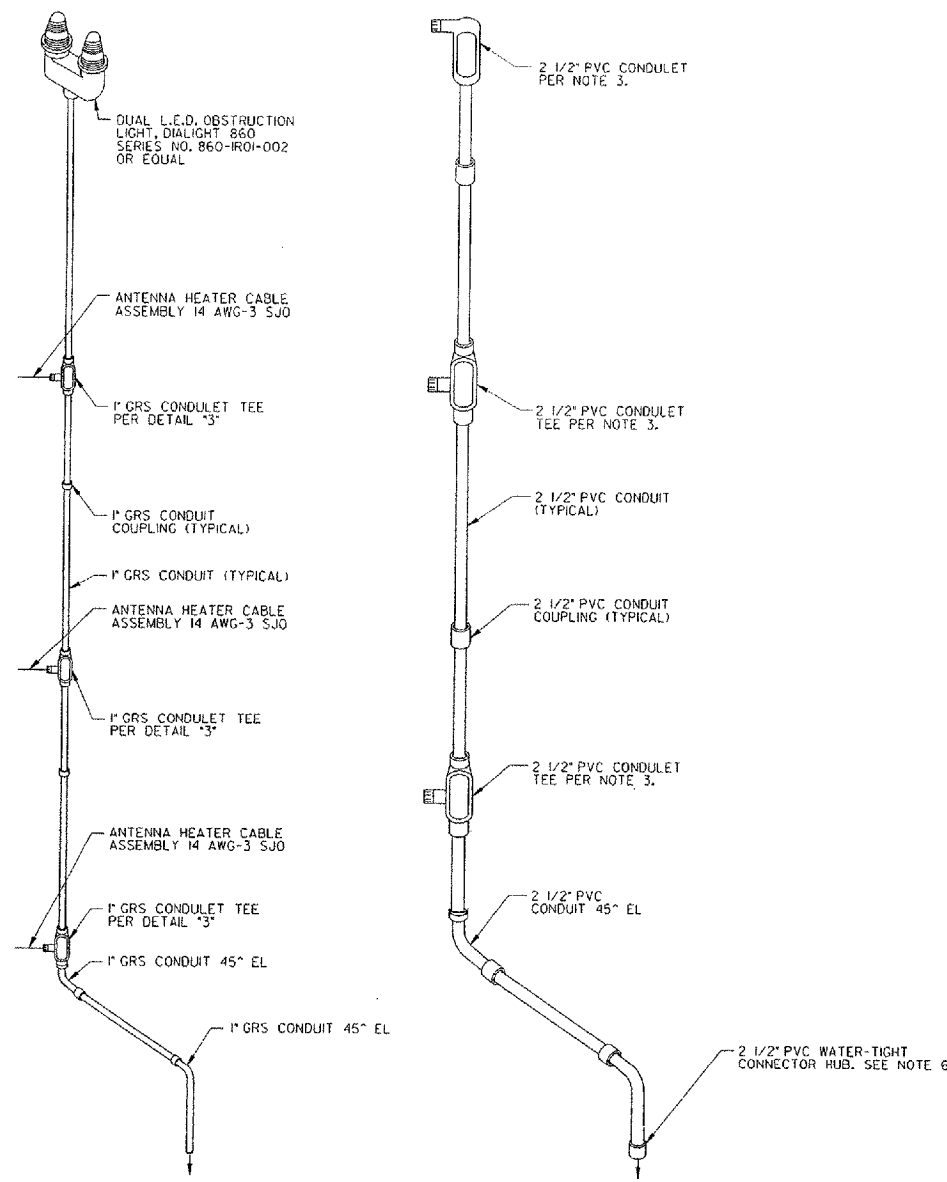 DUAL L.E.D. OBSTRUCTION
LIGHT, DIALIGHT 860
SERIES NO. 860-1R01-002
OR EQUAL
ANTENNA HEATER CABLE
ASSEMBLY 14 AWG-3 SJO
1" GRS CONDULET TEE
PER DETAIL "3"
1" GRS CONDUIT
COUPLING (TYPICAL)
1" GRS CONDUIT (TYPICAL)
ANTENNA HEATER CABLE
ASSEMBLY 14 AWG-3 SJO
1" GRS CONDULET TEE
PER DETAIL "3"
ANTENNA HEATER CABLE
ASSEMBLY 14 AWG-3 SJO
1" GRS CONDULET TEE
PER DETAIL "3"
1" GRS CONDUIT 45^ EL
1" GRS CONDUIT 45^ EL
2 1/2" PVC CONDULET
PER NOTE 3.
2 1/2" PVC CONDULET
TEE PER NOTE 3.
2 1/2" PVC CONDUIT
(TYPICAL)
2 1/2" PVC CONDUIT
COUPLING (TYPICAL)
2 1/2" PVC CONDULET
TEE PER NOTE 3.
2 1/2" PVC
CONDUIT 45^ EL
2 1/2" PVC WATER-TIGHT
CONNECTOR HUB. SEE NOTE 6